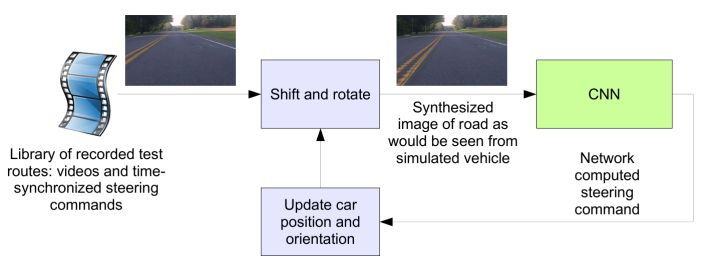 Shift and rotate
CNN
Synthesized
image of road as
would be seen from
simulated vehicle
Library of recorded test
routes: videos and time-
synchronized steering
commands
Network
computed
steering
command
Update car
position and
orientation